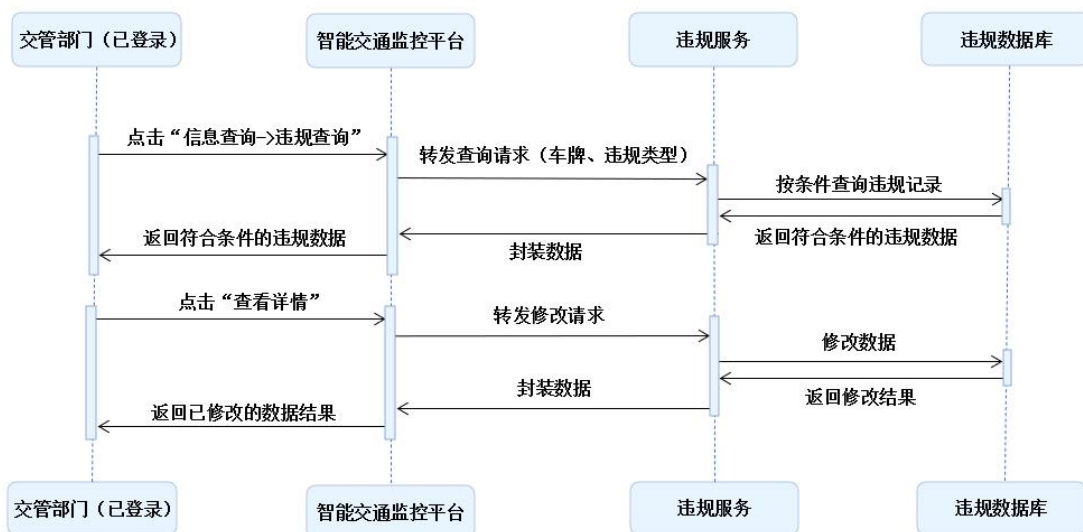 交管部门（已登录）
智能交通监控平台
违规服务
违规数据库
点击“信息查询->违规查询”
转发查询请求（车牌、违规类型）
按条件查询违规记录
返回符合条件的违规数据
封装数据
返回符合条件的违规数据
点击“查看详情”
转发修改请求
修改数据
返回修改结果
封装数据
返回已修改的数据结果
交管部门（已登录）
智能交通监控平台
违规服务
违规数据库